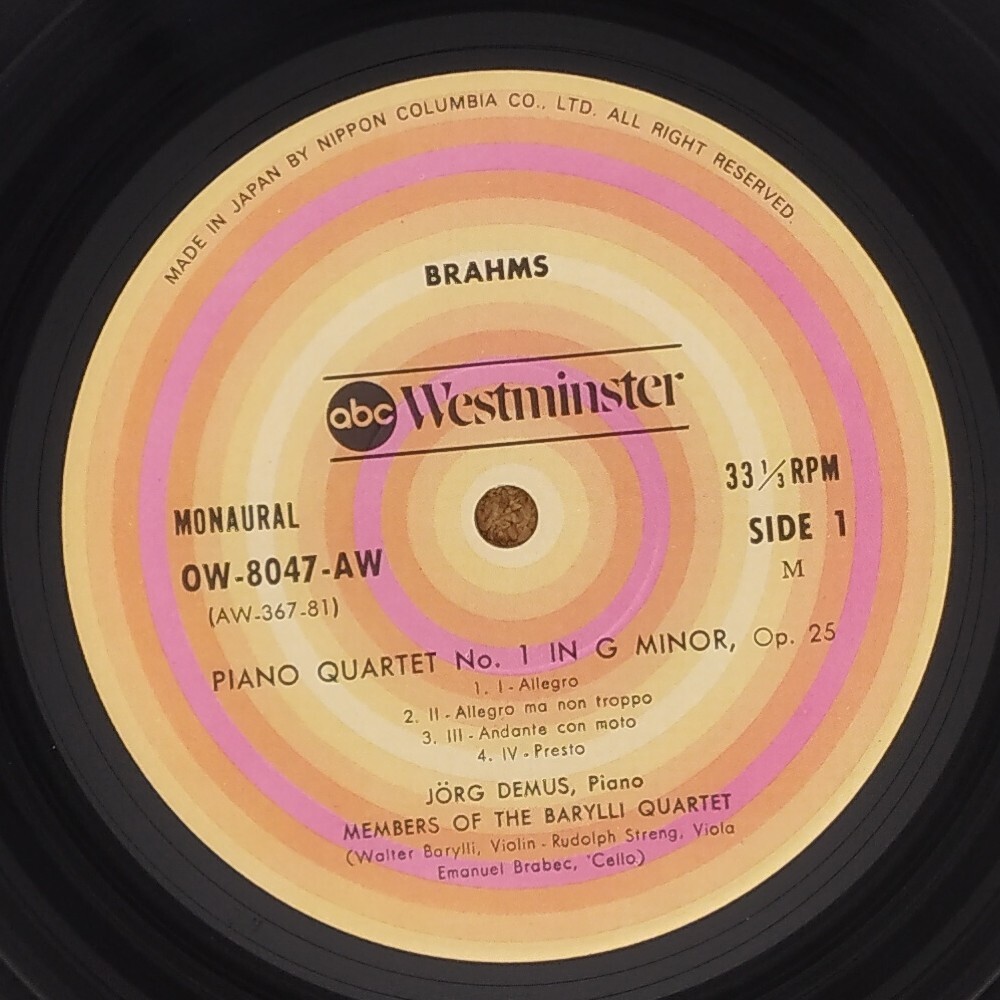 MADE IN JAPAN BY NIPPON COLUMBIA CO., LTD. ALL RIGHT RESERVED.
BRAHMS
abc Westminster
33 1/3 RPM
MONAURAL
SIDE 1
OW-8047-AW
M
(AW-367-81)
PIANO QUARTET No. 1 IN G MINOR, Op. 25
1. I - Allegro
2. II - Allegro ma non troppo
3. III - Andante con moto
4. IV - Presto
JÖRG DEMUS, Piano
MEMBERS OF THE BARYLLI QUARTET
(Walter Barylli, Violin - Rudolph Streng, Viola
Emanuel Brabec, 'Cello.)